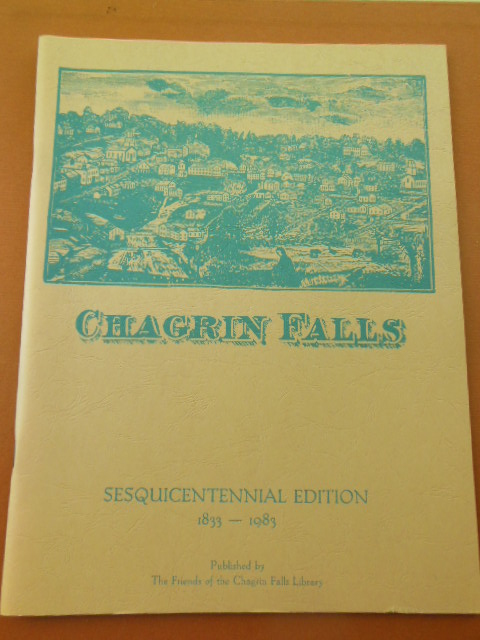 CHAGRIN FALLS
SESQUICENTENNIAL EDITION
1833 — 1983
Published by
The Friends of the Chagrin Falls Library